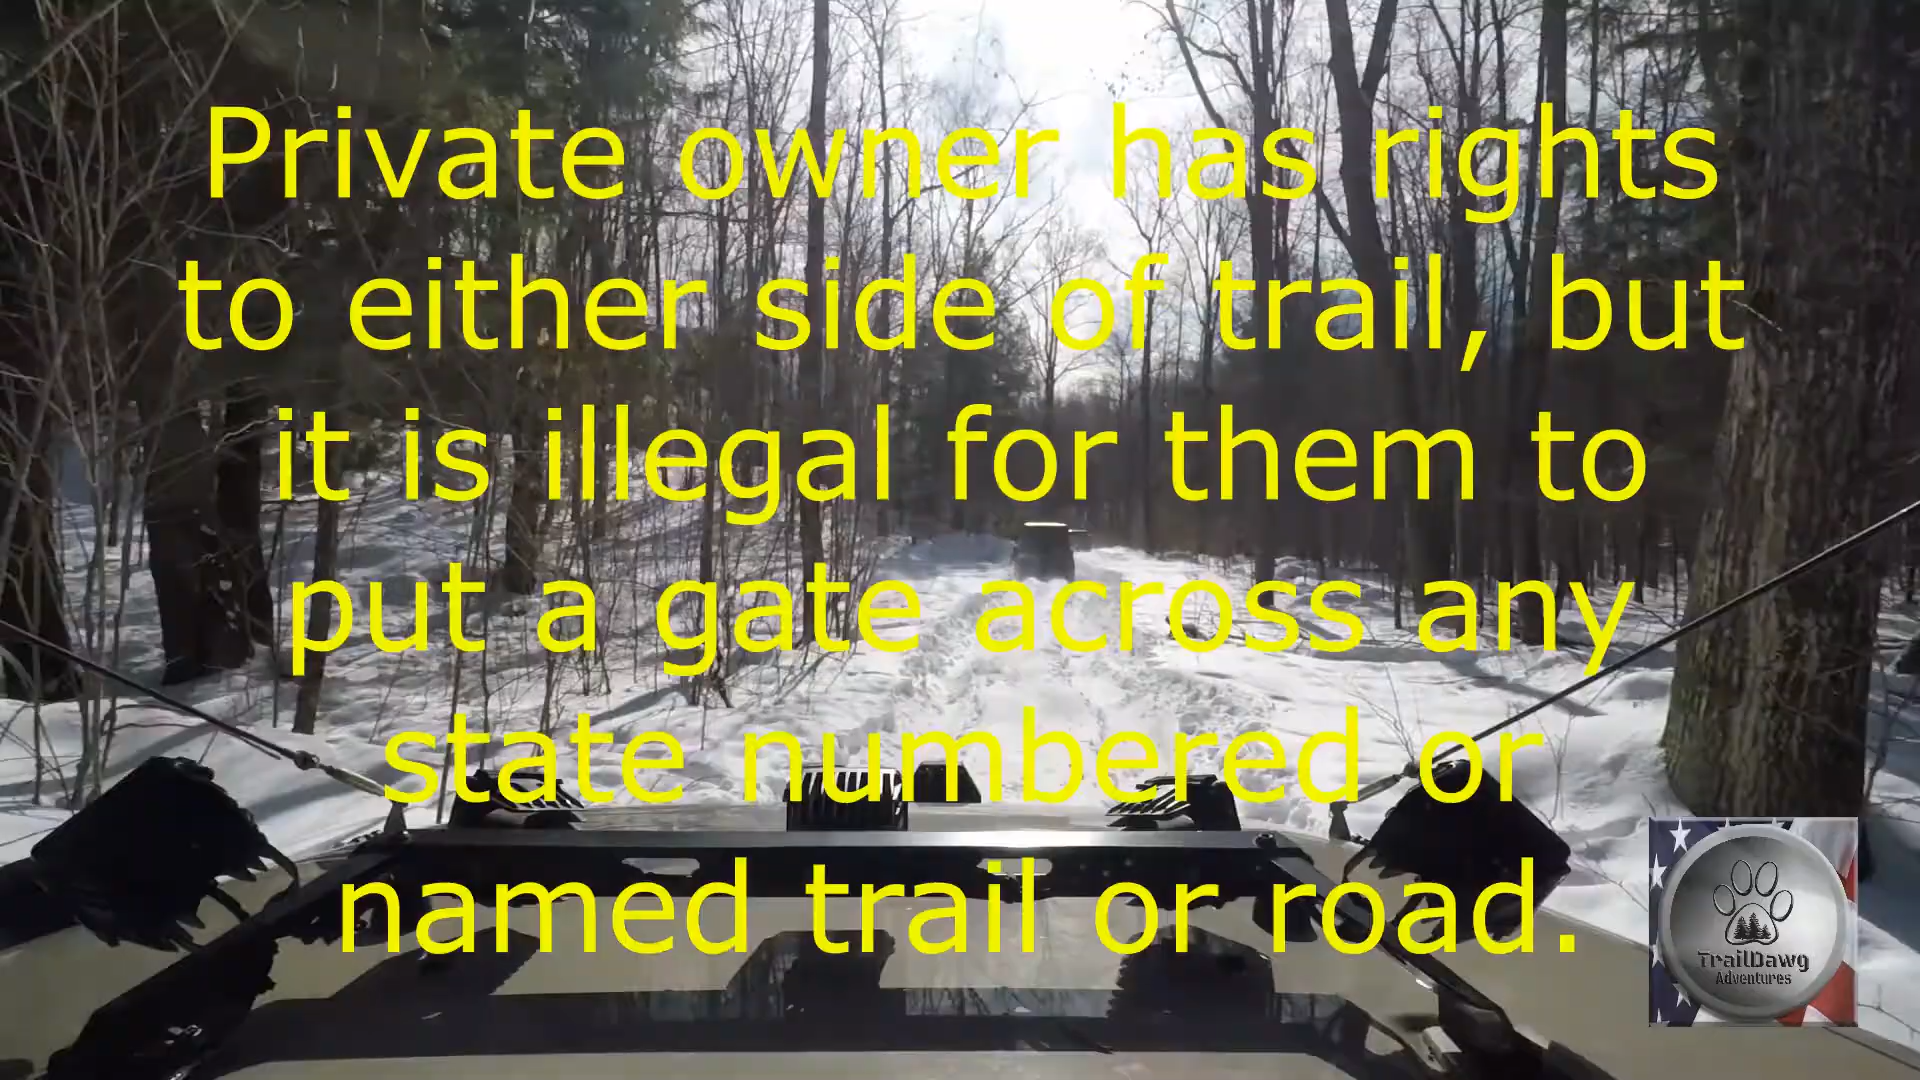 Private owner has rights
to either side of trail, but
it is illegal for them to
put a gate across any
state numbered or
named trail or road.
TrailDawg
Adventures